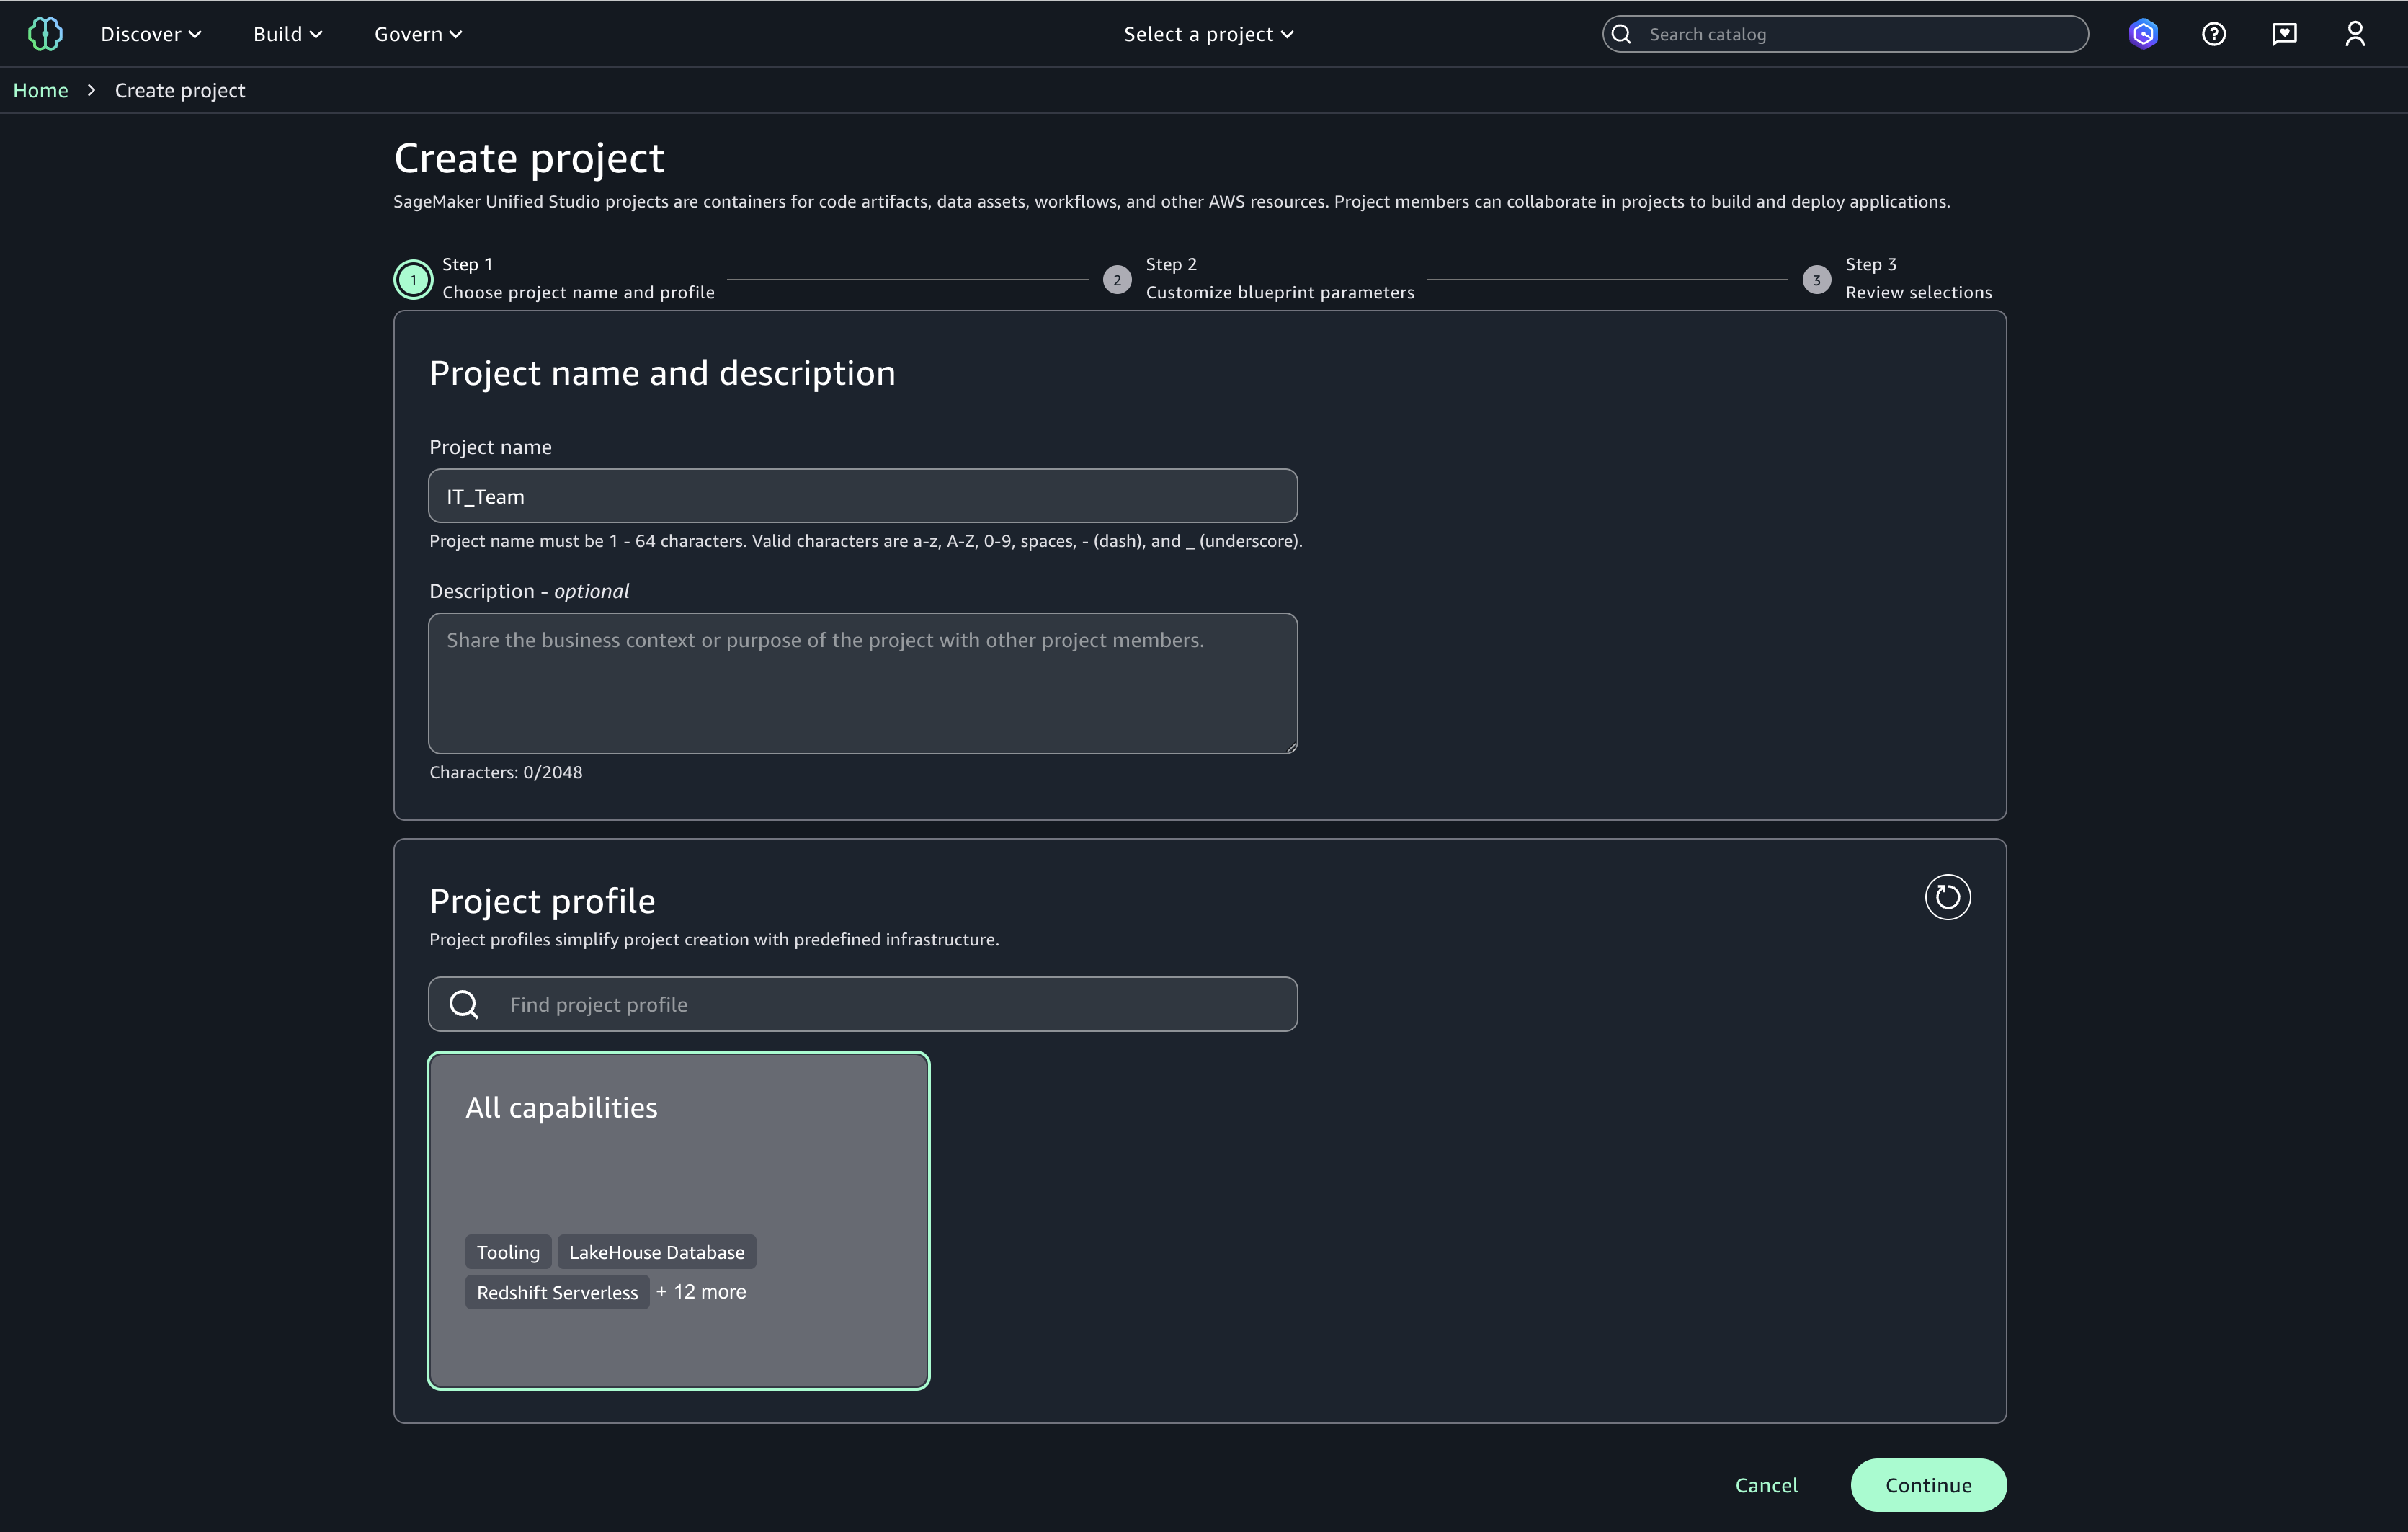 Discover Build Govern Select a project Search catalog
Home > Create project
Create project
SageMaker Unified Studio projects are containers for code artifacts, data assets, workflows, and other AWS resources. Project members can collaborate in projects to build and deploy applications.
1 Step 1
Choose project name and profile
2 Step 2
Customize blueprint parameters
3 Step 3
Review selections
Project name and description
Project name
IT_Team
Project name must be 1 - 64 characters. Valid characters are a-z, A-Z, 0-9, spaces, - (dash), and _ (underscore).
Description - optional
Share the business context or purpose of the project with other project members.
Characters: 0/2048
Project profile
Project profiles simplify project creation with predefined infrastructure.
Find project profile
All capabilities
Tooling LakeHouse Database
Redshift Serverless + 12 more
Cancel Continue